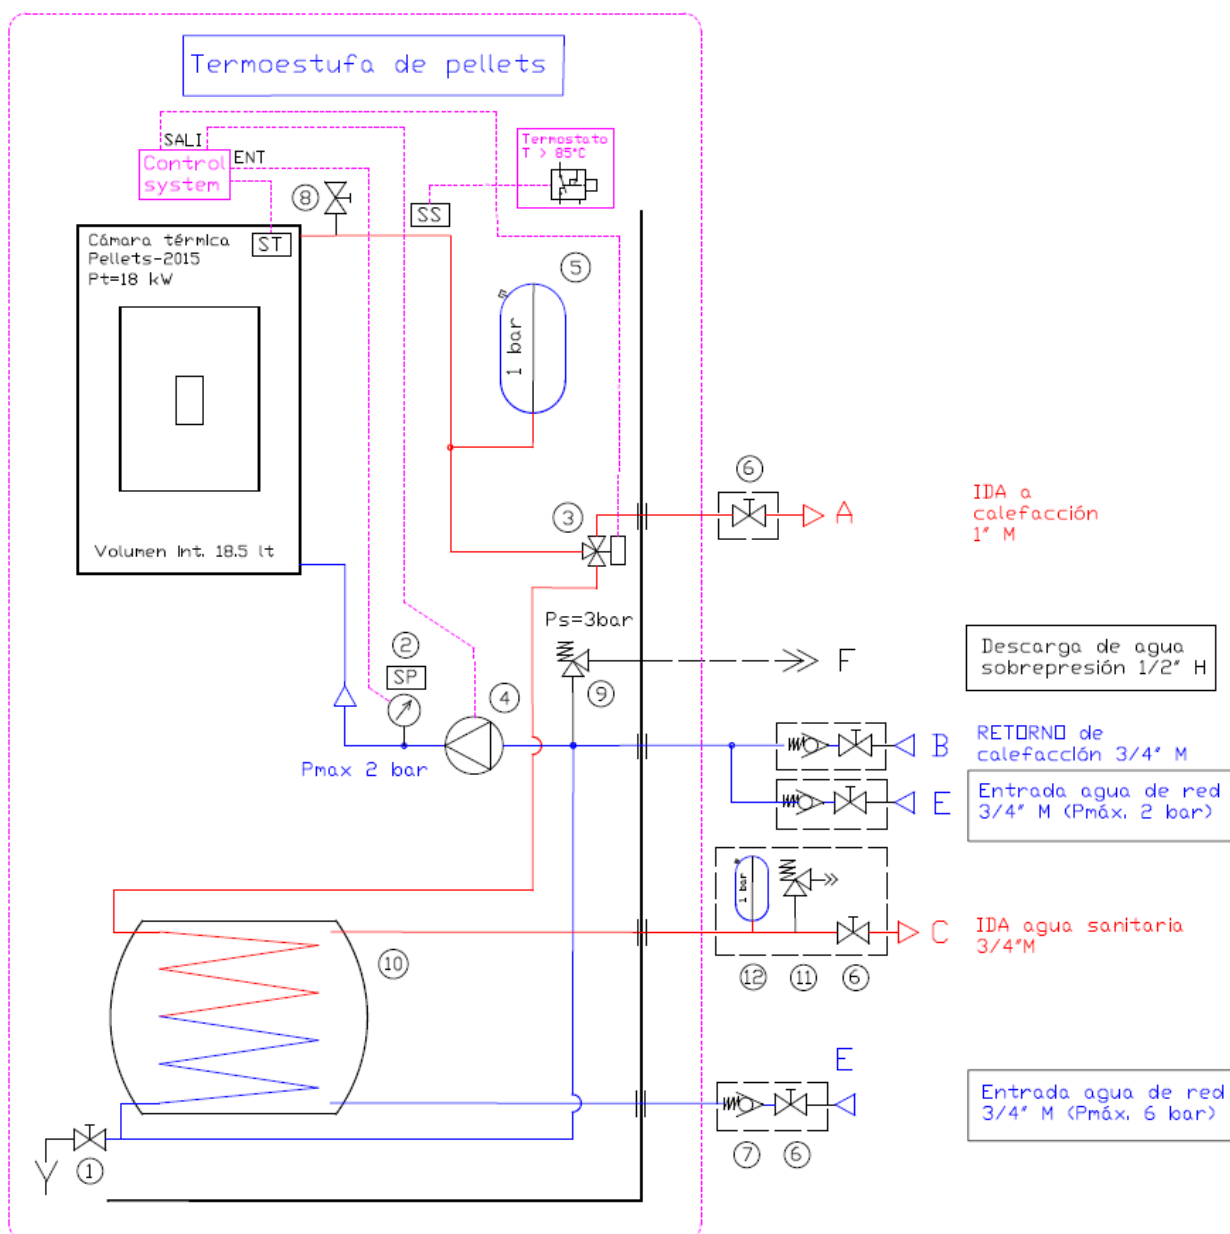 Termoestufa de pellets
SALI
ENT
Control
system
Termostato
T > 85°C
8
SS
ST
Cámara térmica
Pellets-2015
Pt=18 kW
5
1 bar
6
3
A
IDA a
calefacción
1" M
Volumen Int. 18.5 lt
Ps=3bar
2
SP
4
9
F
Descarga de agua
sobrepresión 1/2" H
Pmax 2 bar
B
RETORNO de
calefacción 3/4" M
E
Entrada agua de red
3/4" M (Pmáx. 2 bar)
1 bar
C
IDA agua sanitaria
3/4"M
10
12
11
6
E
Entrada agua de red
3/4" M (Pmáx. 6 bar)
1
7
6